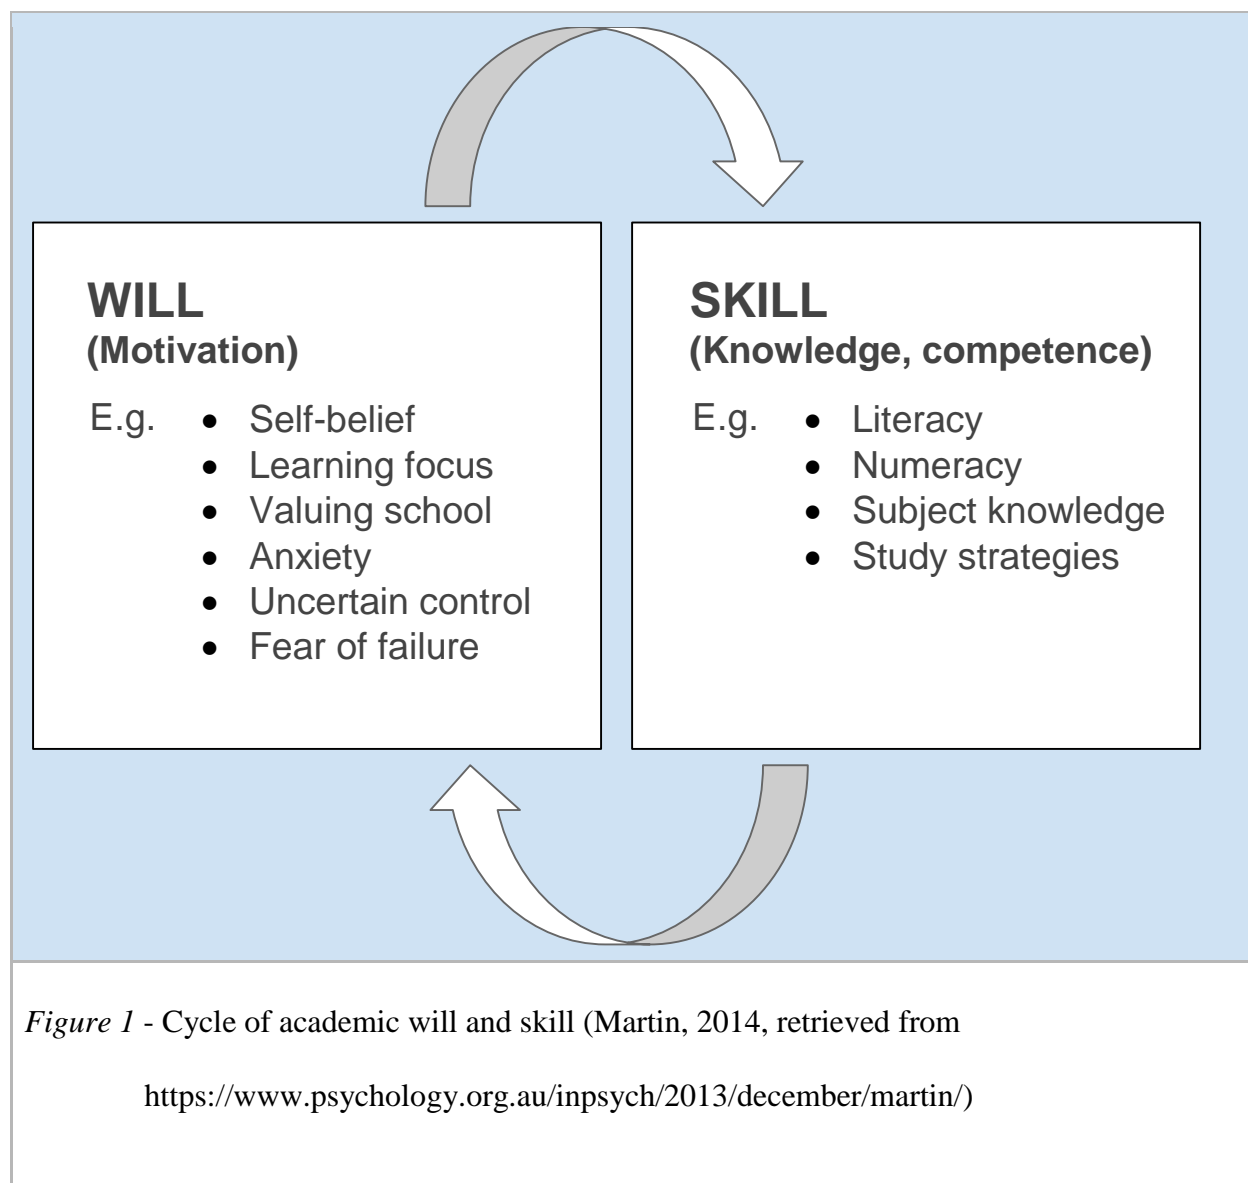 WILL
(Motivation)
E.g.
• Self-belief
• Learning focus
• Valuing school
• Anxiety
• Uncertain control
• Fear of failure
SKILL
(Knowledge, competence)
E.g.
• Literacy
• Numeracy
• Subject knowledge
• Study strategies
Figure 1 - Cycle of academic will and skill (Martin, 2014, retrieved from
https://www.psychology.org.au/inpsych/2013/december/martin/)